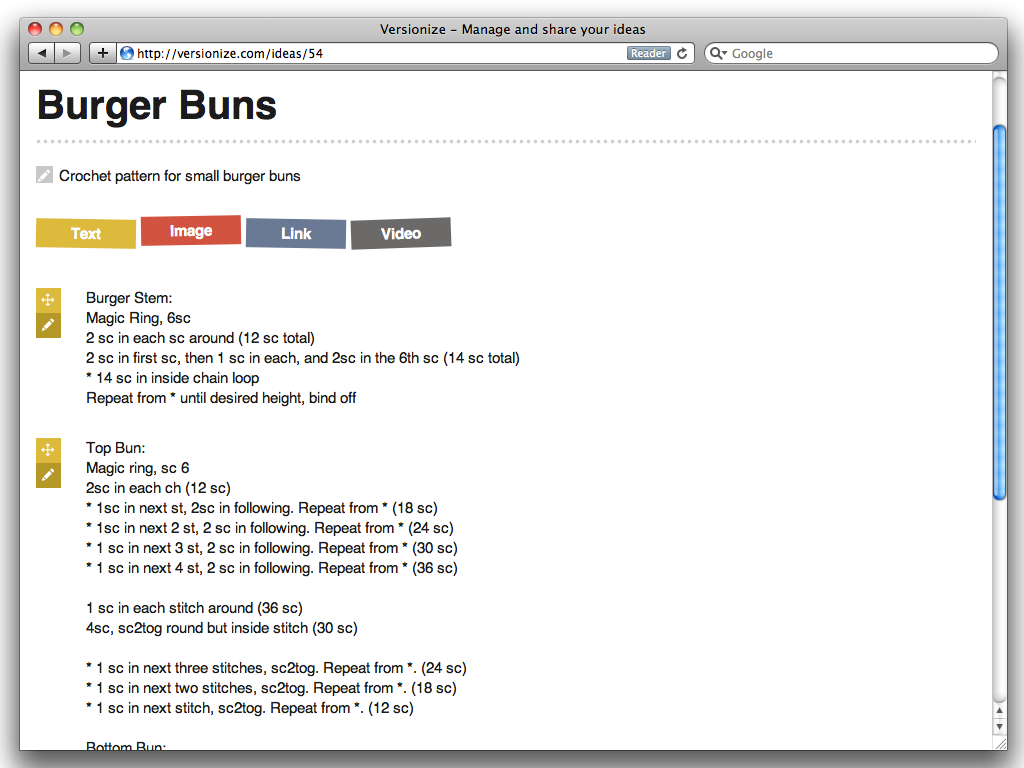 Versionize – Manage and share your ideas
http://versionize.com/ideas/54
Reader
Google
Burger Buns
Crochet pattern for small burger buns
Text
Image
Link
Video
Burger Stem:
Magic Ring, 6sc
2 sc in each sc around (12 sc total)
2 sc in first sc, then 1 sc in each, and 2sc in the 6th sc (14 sc total)
* 14 sc in inside chain loop
Repeat from * until desired height, bind off
Top Bun:
Magic ring, sc 6
2sc in each ch (12 sc)
* 1sc in next st, 2sc in following. Repeat from * (18 sc)
* 1sc in next 2 st, 2 sc in following. Repeat from * (24 sc)
* 1 sc in next 3 st, 2 sc in following. Repeat from * (30 sc)
* 1 sc in next 4 st, 2 sc in following. Repeat from * (36 sc)
1 sc in each stitch around (36 sc)
4sc, sc2tog round but inside stitch (30 sc)
* 1 sc in next three stitches, sc2tog. Repeat from *. (24 sc)
* 1 sc in next two stitches, sc2tog. Repeat from *. (18 sc)
* 1 sc in next stitch, sc2tog. Repeat from *. (12 sc)
Bottom Bun: